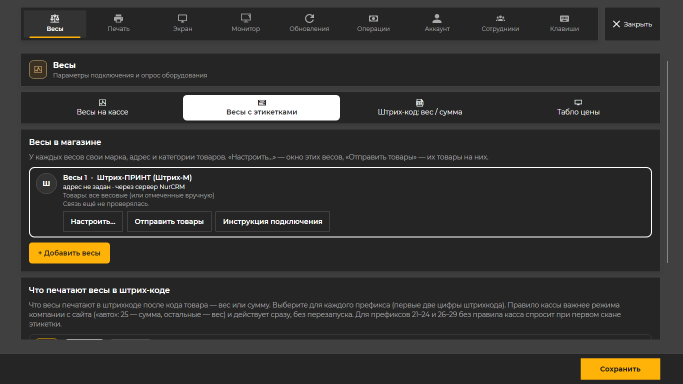 Весы
Печать
Экран
Монитор
Обновления
Операции
Аккаунт
Сотрудники
Клавиши
Закрыть
Весы
Параметры подключения и опрос оборудования
Весы на кассе
Весы с этикетками
Штрих-код: вес / сумма
Табло цены
Весы в магазине
У каждых весов свои марка, адрес и категории товаров. «Настроить…» — окно этих весов, «Отправить товары» — их товары на них.
Ш
Весы 1 · Штрих-ПРИНТ (Штрих-М)
адрес не задан · через сервер NurCRM
Товары: все весовые (или отмеченные вручную)
Связь ещё не проверялась.
Настроить…
Отправить товары
Инструкция подключения
+ Добавить весы
Что печатают весы в штрих-коде
Что весы печатают в штрихкоде после кода товара — вес или сумму. Выберите для каждого префикса (первые две цифры штрихкода). Правило кассы важнее режима
компании с сайта («авто»: 25 — сумма, остальные — вес) и действует сразу, без перезапуска. Для префиксов 21–24 и 26–29 без правила касса спросит при первом скане
этикетки.
Сохранить